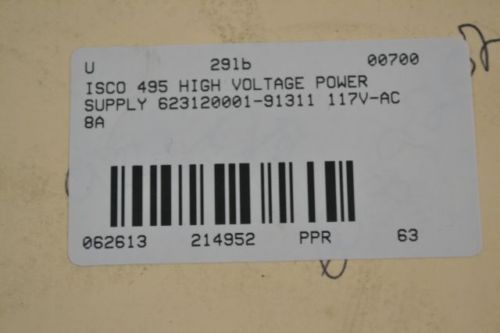 U 291b 00700
ISCO 495 HIGH VOLTAGE POWER
SUPPLY 623120001-91311 117V-AC
8A
062613 214952 PPR 63